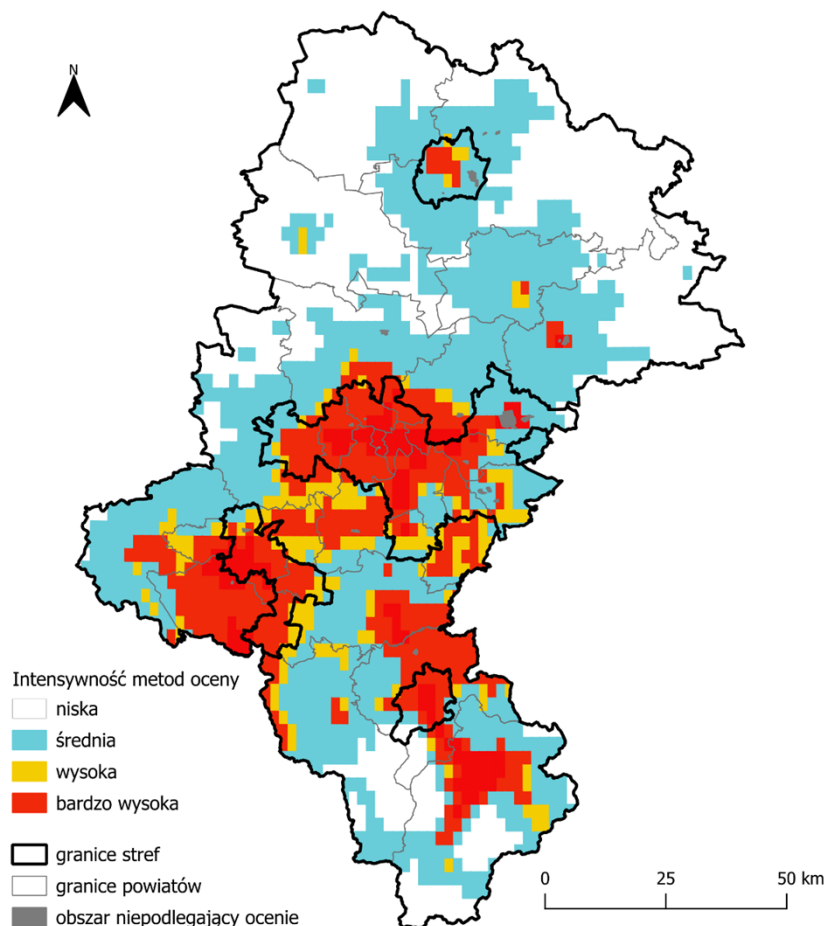 N
Intensywność metod oceny
niska
średnia
wysoka
bardzo wysoka
granice stref
granice powiatów
obszar niepodlegający ocenie
0 25 50 km